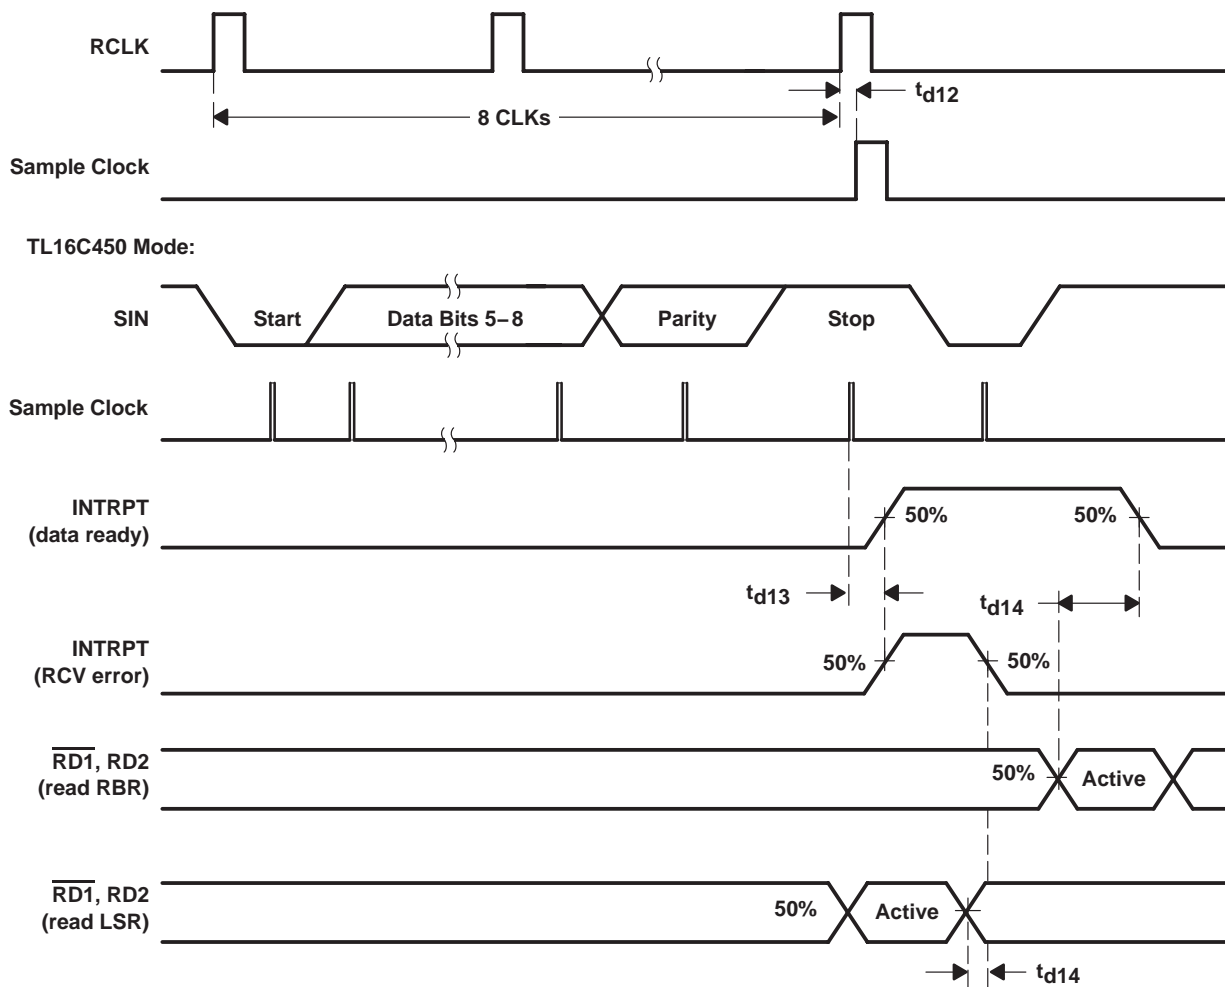 RCLK
td12
8 CLKs
Sample Clock
TL16C450 Mode:
SIN
Start
Data Bits 5–8
Parity
Stop
Sample Clock
INTRPT
(data ready)
50%
50%
td13
td14
INTRPT
(RCV error)
50%
50%
RD1, RD2
(read RBR)
50%
Active
RD1, RD2
(read LSR)
50%
Active
td14